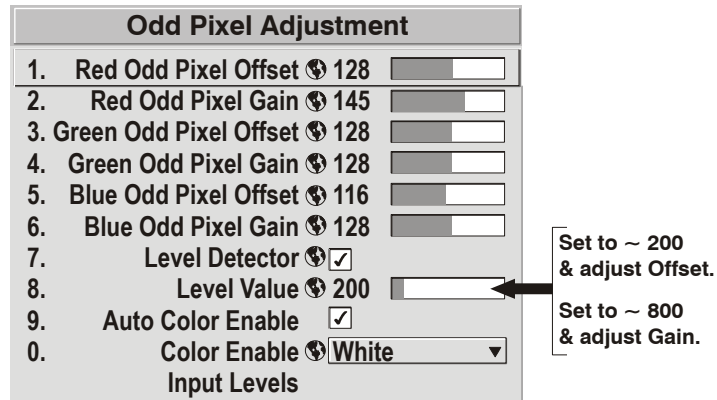 Odd Pixel Adjustment
1. Red Odd Pixel Offset 128
2. Red Odd Pixel Gain 145
3. Green Odd Pixel Offset 128
4. Green Odd Pixel Gain 128
5. Blue Odd Pixel Offset 116
6. Blue Odd Pixel Gain 128
7. Level Detector
8. Level Value 200
9. Auto Color Enable
0. Color Enable White
Input Levels
Set to ~ 200
& adjust Offset.
Set to ~ 800
& adjust Gain.